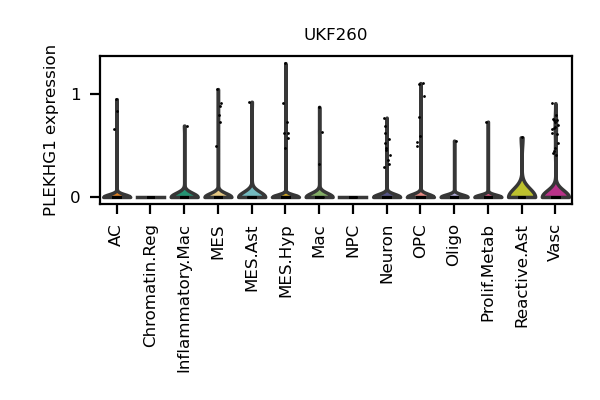 UKF260
PLEKHG1 expression
1
0
AC
Chromatin.Reg
Inflammatory.Mac
MES
MES.Ast
MES.Hyp
Mac
NPC
Neuron
OPC
Oligo
Prolif.Metab
Reactive.Ast
Vasc